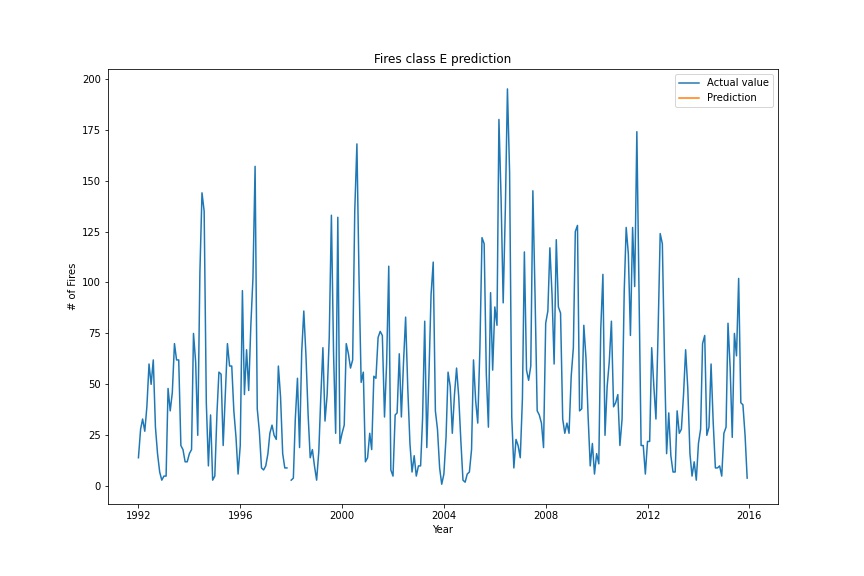 Fires class E prediction
Actual value
Prediction
200
175
150
125
100
75
50
25
0
# of Fires
1992 1996 2000 2004 2008 2012 2016
Year